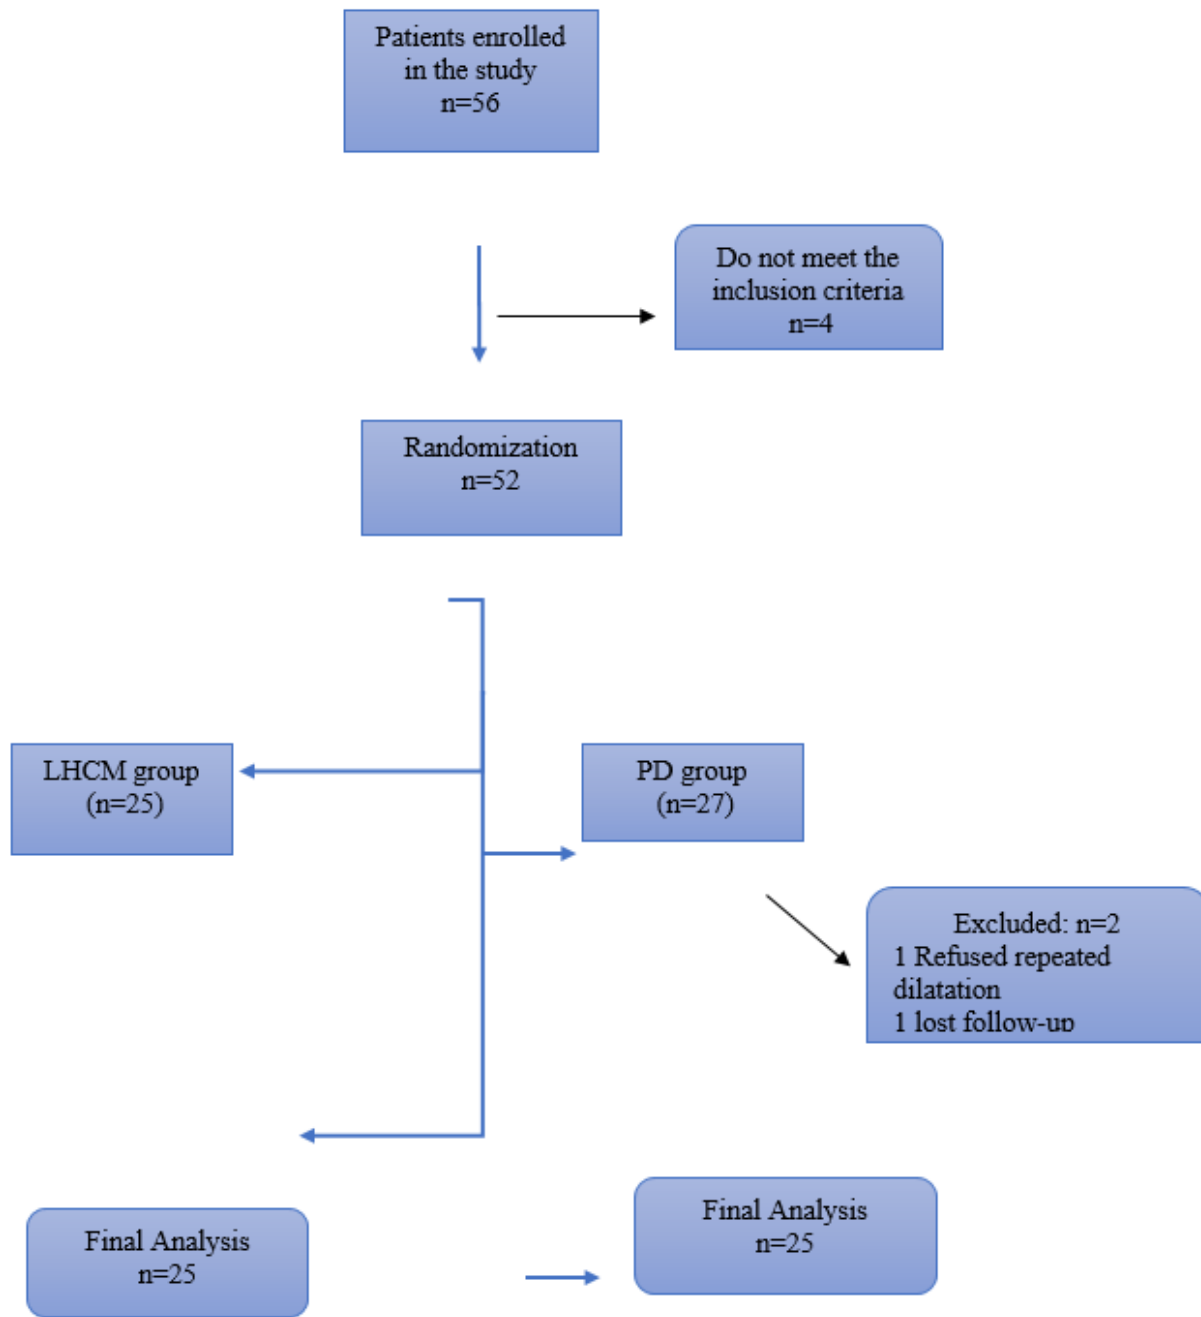 Patients enrolled
in the study
n=56
Do not meet the
inclusion criteria
n=4
Randomization
n=52
LHCM group
(n=25)
PD group
(n=27)
Excluded: n=2
1 Refused repeated
dilatation
1 lost follow-up
Final Analysis
n=25
Final Analysis
n=25